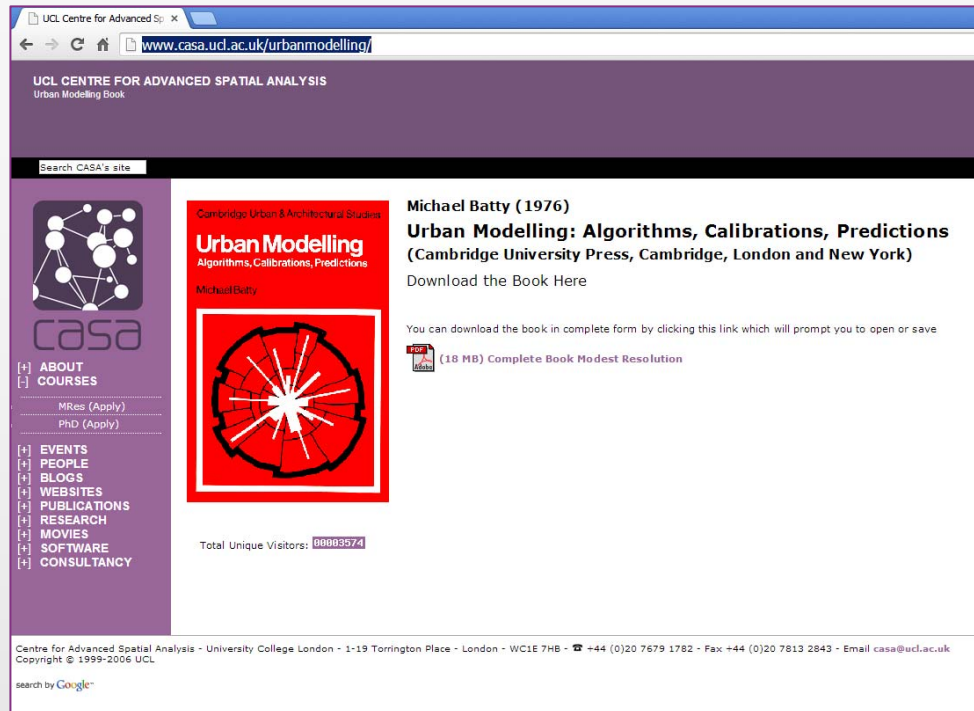 UCL Centre for Advanced Sp
www.casa.ucl.ac.uk/urbanmodelling/
UCL CENTRE FOR ADVANCED SPATIAL ANALYSIS
Urban Modelling Book
Search CASA's site
casa
[+] ABOUT
[-] COURSES
MRes (Apply)
PhD (Apply)
[+] EVENTS
[+] PEOPLE
[+] BLOGS
[+] WEBSITES
[+] PUBLICATIONS
[+] RESEARCH
[+] MOVIES
[+] SOFTWARE
[+] CONSULTANCY
Cambridge Urban & Architectural Studies
Urban Modelling
Algorithms, Calibrations, Predictions
Michael Batty
Total Unique Visitors: 00003574
Michael Batty (1976)
Urban Modelling: Algorithms, Calibrations, Predictions
(Cambridge University Press, Cambridge, London and New York)
Download the Book Here
You can download the book in complete form by clicking this link which will prompt you to open or save
PDF
Adobe
(18 MB) Complete Book Modest Resolution
Centre for Advanced Spatial Analysis - University College London - 1-19 Torrington Place - London - WC1E 7HB - ☎ +44 (0)20 7679 1782 - Fax +44 (0)20 7813 2843 - Email casa@ucl.ac.uk
Copyright © 1999-2006 UCL
search by Google™